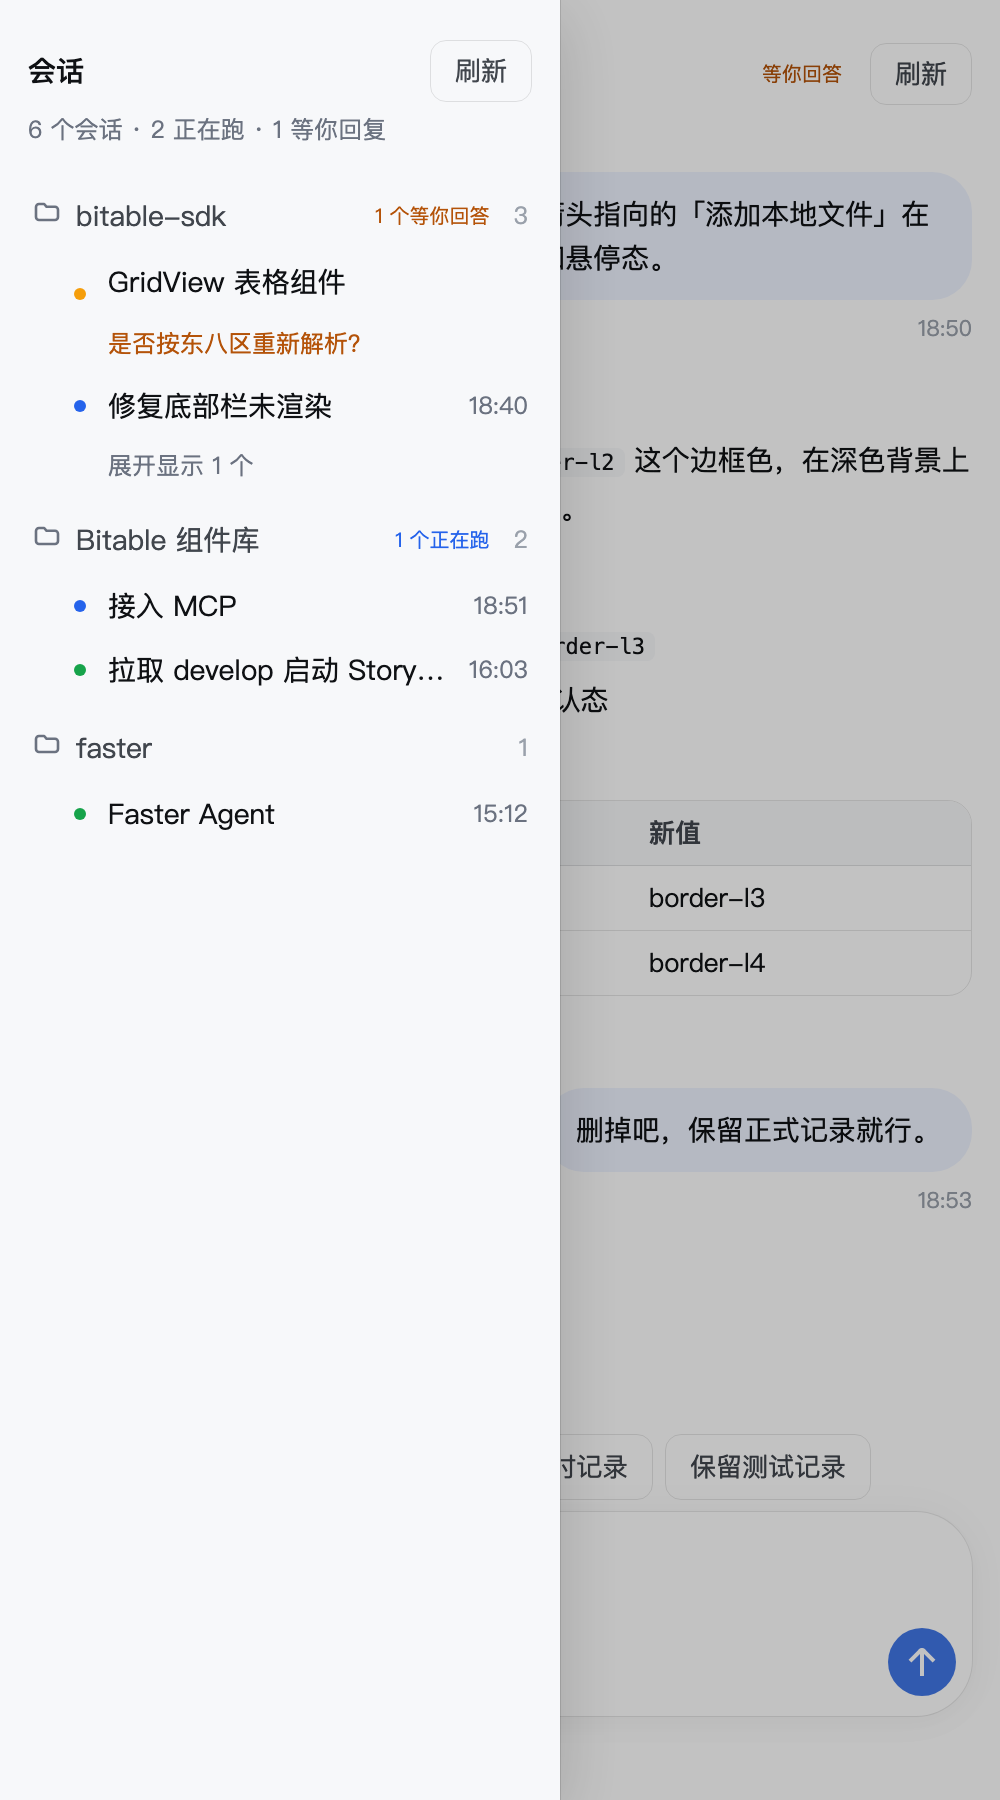 会话
刷新
6 个会话 · 2 正在跑 · 1 等你回复
bitable-sdk
1 个等你回答
3
GridView 表格组件
是否按东八区重新解析?
修复底部栏未渲染
18:40
展开显示 1 个
Bitable 组件库
1 个正在跑
2
接入 MCP
18:51
拉取 develop 启动 Story...
16:03
faster
1
Faster Agent
15:12
等你回答
刷新
头指向的「添加本地文件」在
悬停态。
18:50
r-l2 这个边框色，在深色背景上
。
rder-l3
认态
新值
border-l3
border-l4
删掉吧，保留正式记录就行。
18:53
时记录
保留测试记录